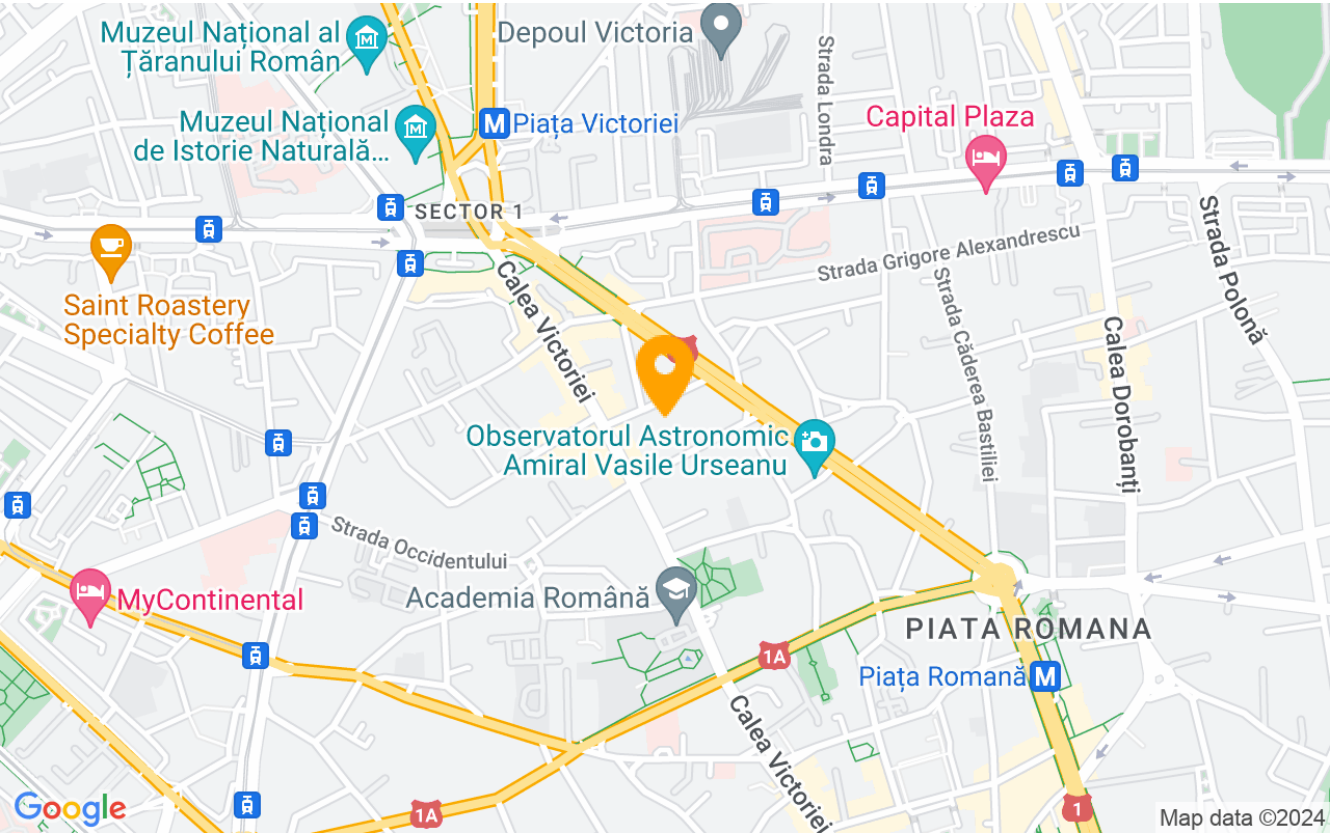 Muzeul Național al
Țăranului Român
Depoul Victoria
Strada Londra
Capital Plaza
Muzeul Național
de Istorie Naturală...
M Piața Victoriei
SECTOR 1
Strada Polonă
Strada Grigore Alexandrescu
Saint Roastery
Specialty Coffee
Calea Victoriei
Strada Căderea Bastiliei
Calea Dorobanți
Observatorul Astronomic
Amiral Vasile Urseanu
Strada Occidentului
MyContinental
Academia Română
PIATA ROMANA
1A
Piața Romană M
Calea Victoriei
Google
1A
1
Map data ©2024